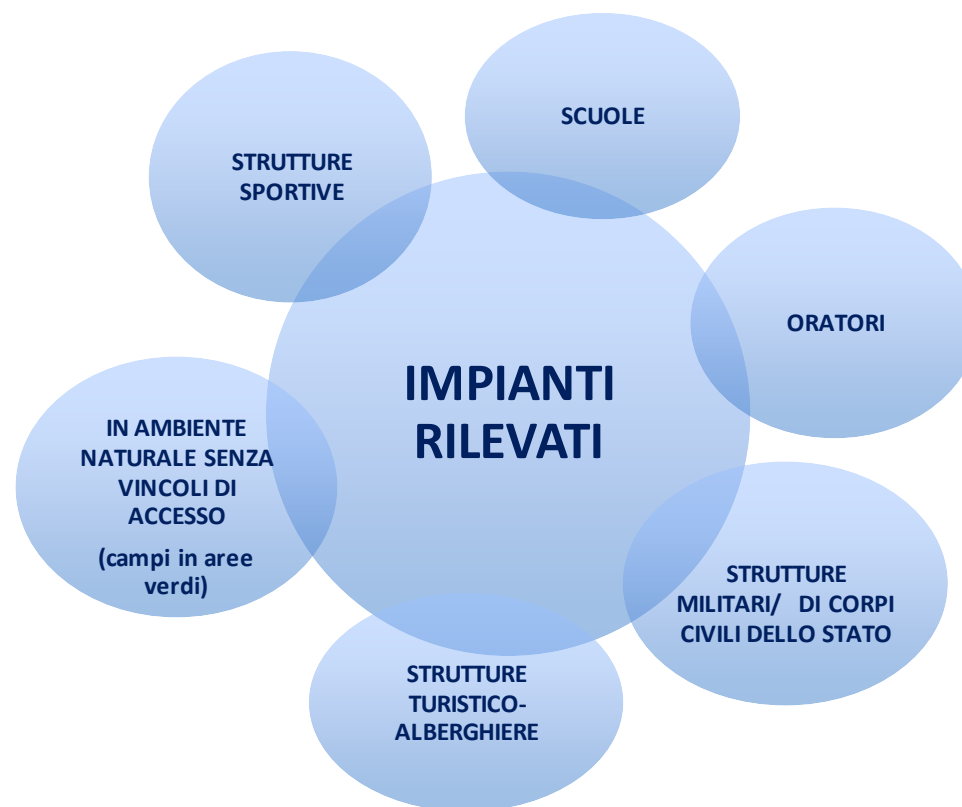 SCUOLE
STRUTTURE
SPORTIVE
ORATORI
IMPIANTI
RILEVATI
IN AMBIENTE
NATURALE SENZA
VINCOLI DI
ACCESSO
(campi in aree
verdi)
STRUTTURE
MILITARI/ DI CORPI
CIVILI DELLO STATO
STRUTTURE
TURISTICO-
ALBERGHIERE